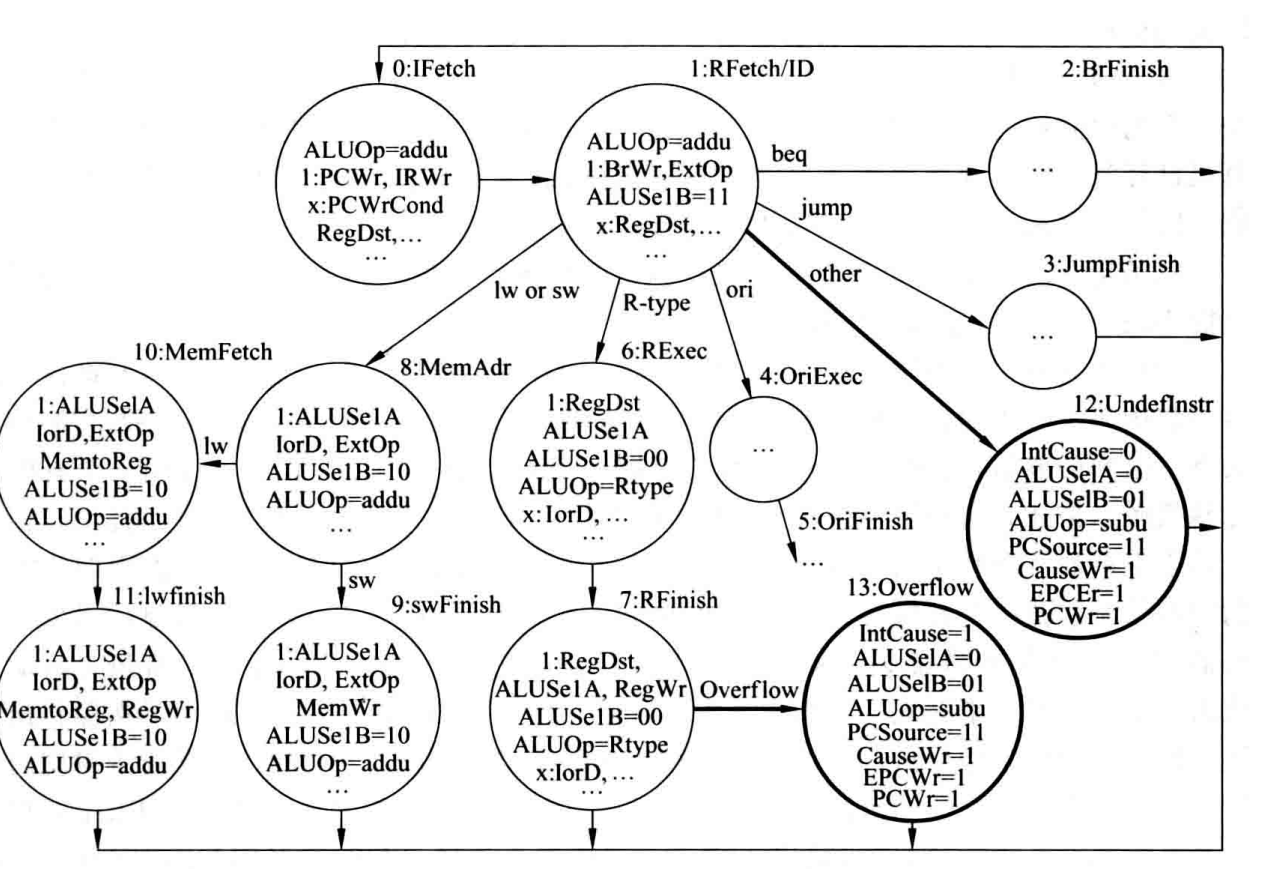 0:IFetch
ALUOp=addu
1:PCWr, IRWr
x:PCWrCond
RegDst,...
...
1:RFetch/ID
ALUOp=addu
1:BrWr,ExtOp
ALUSe1B=11
x:RegDst,...
...
beq
2:BrFinish
...
jump
3:JumpFinish
...
other
lw or sw
R-type
ori
10:MemFetch
1:ALUSelA
IorD,ExtOp
MemtoReg
ALUSe1B=10
ALUOp=addu
...
lw
8:MemAdr
1:ALUSe1A
IorD, ExtOp
ALUSe1B=10
ALUOp=addu
...
6:RExec
1:RegDst
ALUSe1A
ALUSe1B=00
ALUOp=Rtype
x:IorD, ...
...
4:OriExec
...
5:OriFinish
...
12:UndefInstr
IntCause=0
ALUSelA=0
ALUSelB=01
ALUop=subu
PCSource=11
CauseWr=1
EPCEr=1
PCWr=1
11:lwfinish
1:ALUSe1A
IorD, ExtOp
MemtoReg, RegWr
ALUSe1B=10
ALUOp=addu
sw
9:swFinish
1:ALUSe1A
IorD, ExtOp
MemWr
ALUSe1B=10
ALUOp=addu
...
7:RFinish
1:RegDst,
ALUSe1A, RegWr
ALUSe1B=00
ALUOp=Rtype
x:IorD, ...
...
Overflow
13:Overflow
IntCause=1
ALUSelA=0
ALUSelB=01
ALUop=subu
PCSource=11
CauseWr=1
EPCWr=1
PCWr=1